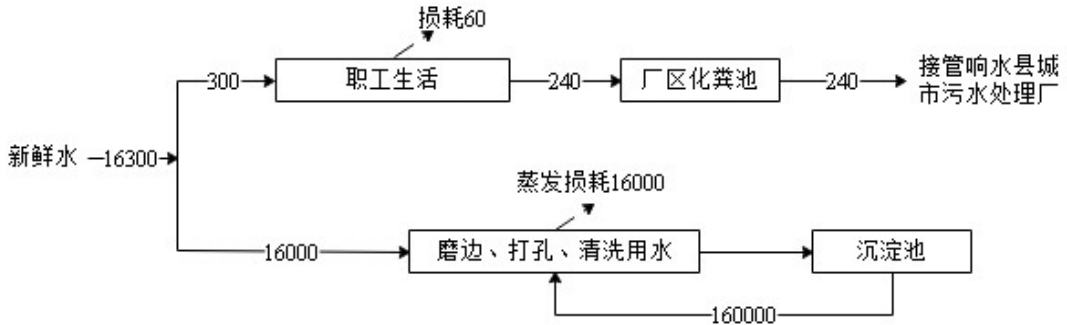 损耗60
300
职工生活
240
厂区化粪池
240
接管响水县城
市污水处理厂
新鲜水
16300
蒸发损耗16000
16000
磨边、打孔、清洗用水
沉淀池
160000